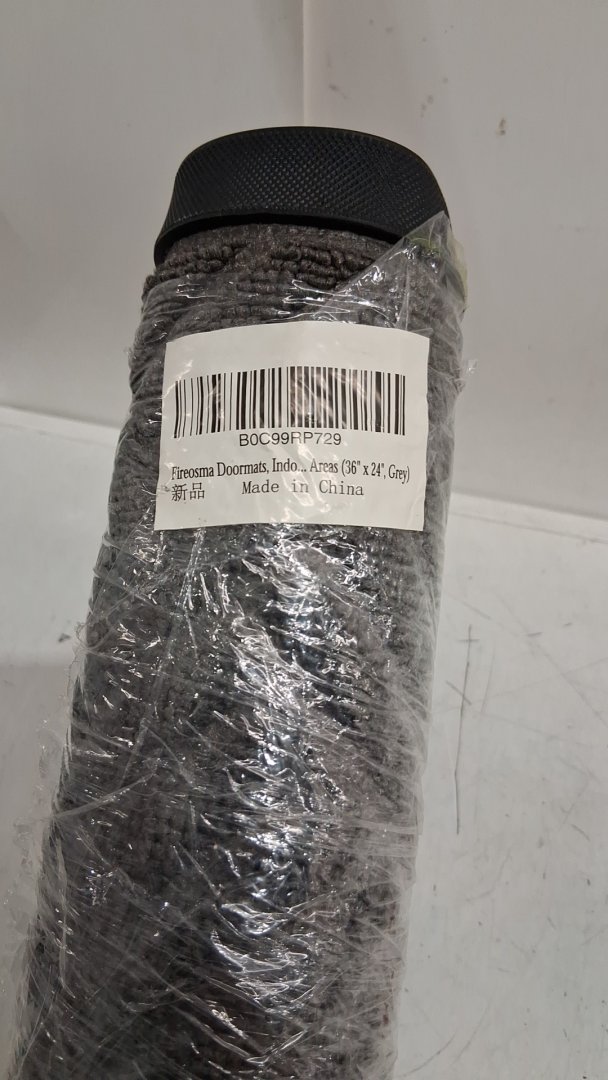 B0C99RP729
Fireosma Doormats, Indo... Areas (36" x 24", Grey)
新品 Made in China